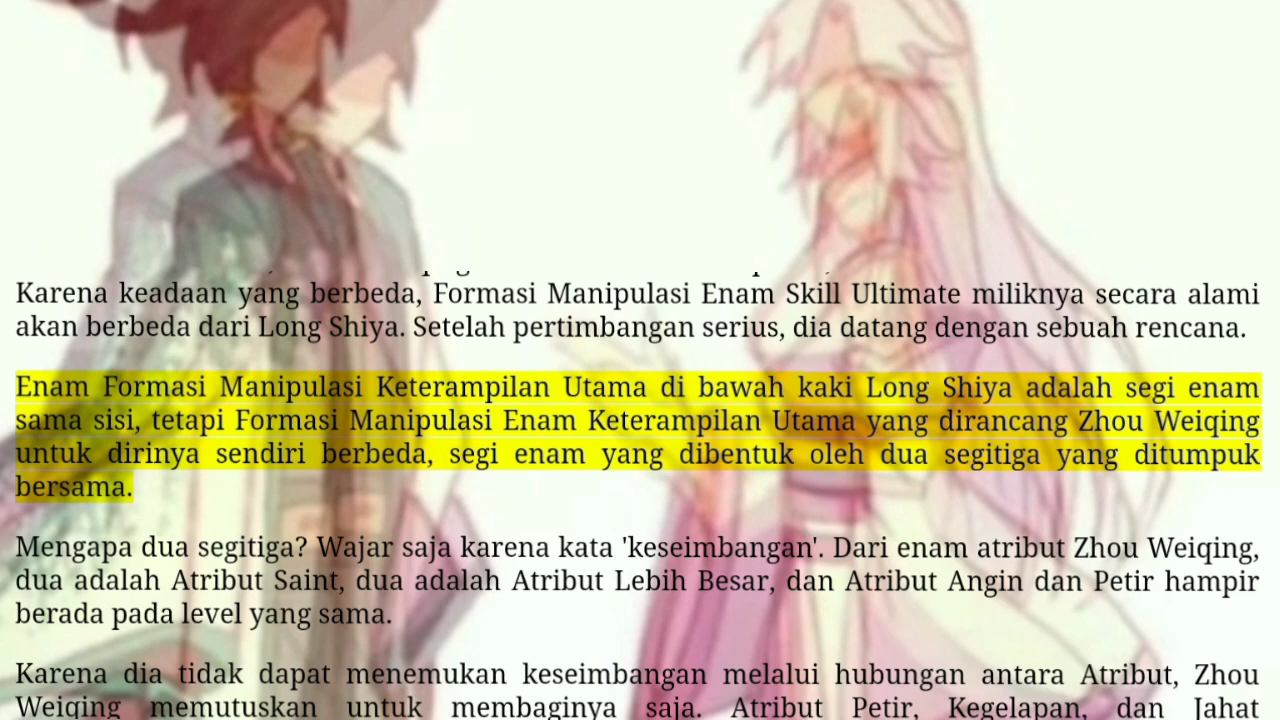 Karena keadaan yang berbeda, Formasi Manipulasi Enam Skill Ultimate miliknya secara alami
akan berbeda dari Long Shiya. Setelah pertimbangan serius, dia datang dengan sebuah rencana.
Enam Formasi Manipulasi Keterampilan Utama di bawah kaki Long Shiya adalah segi enam
sama sisi, tetapi Formasi Manipulasi Enam Keterampilan Utama yang dirancang Zhou Weiqing
untuk dirinya sendiri berbeda, segi enam yang dibentuk oleh dua segitiga yang ditumpuk
bersama.
Mengapa dua segitiga? Wajar saja karena kata 'keseimbangan'. Dari enam atribut Zhou Weiqing,
dua adalah Atribut Saint, dua adalah Atribut Lebih Besar, dan Atribut Angin dan Petir hampir
berada pada level yang sama.
Karena dia tidak dapat menemukan keseimbangan melalui hubungan antara Atribut, Zhou
Weiqing memutuskan untuk membaginya saja. Atribut Petir, Kegelapan, dan Jahat